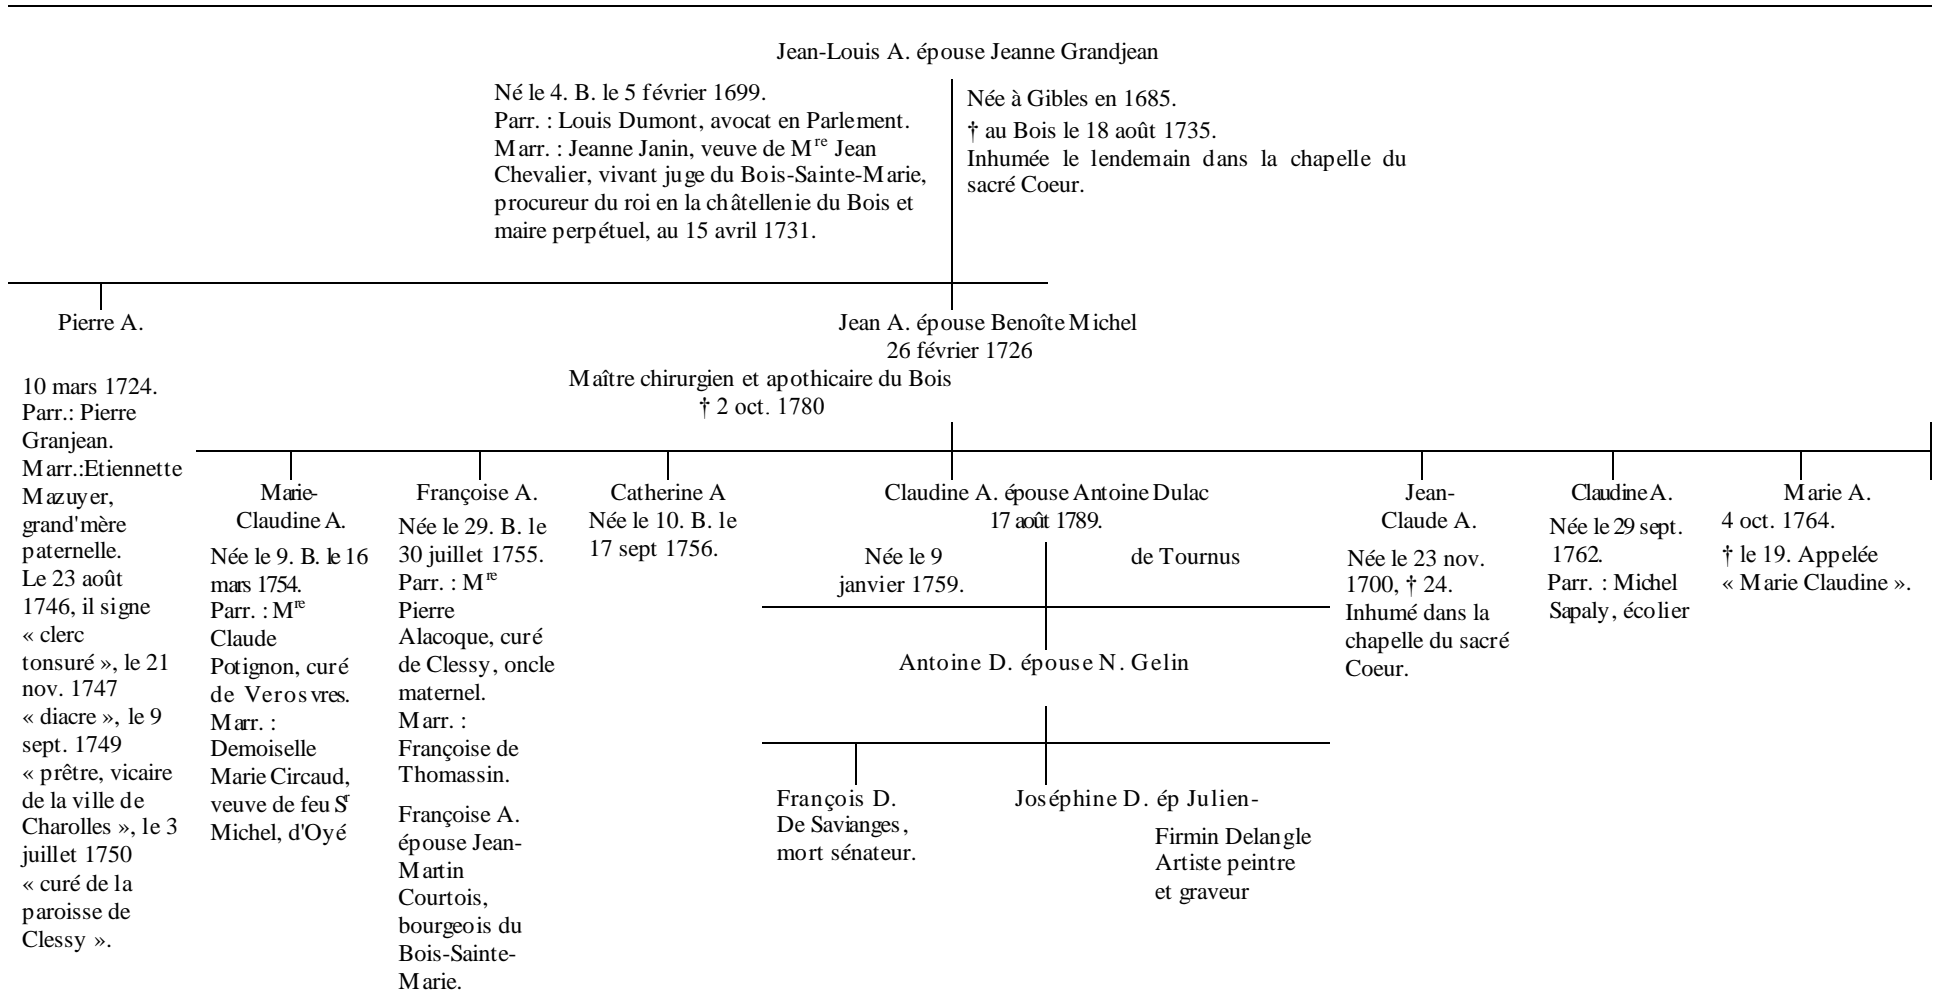 Jean-Louis A. épouse Jeanne Grandjean
Né le 4. B. le 5 février 1699.
Parr. : Louis Dumont, avocat en Parlement.
Marr. : Jeanne Janin, veuve de Mre Jean
Chevalier, vivant juge du Bois-Sainte-Marie,
procureur du roi en la châtellenie du Bois et
maire perpétuel, au 15 avril 1731.
Née à Gibles en 1685.
† au Bois le 18 août 1735.
Inhumée le lendemain dans la chapelle du
sacré Coeur.
Pierre A.
10 mars 1724.
Parr.: Pierre
Granjean.
Marr.:Etiennette
Mazuyer,
grand'mère
paternelle.
Le 23 août
1746, il signe
« clerc
tonsuré », le 21
nov. 1747
« diacre », le 9
sept. 1749
« prêtre, vicaire
de la ville de
Charolles », le 3
juillet 1750
« curé de la
paroisse de
Clessy ».
Jean A. épouse Benoîte Michel
26 février 1726
Maître chirurgien et apothicaire du Bois
† 2 oct. 1780
Marie-
Claudine A.
Née le 9. B. le 16
mars 1754.
Parr. : Mre
Claude
Potignon, curé
de Verosvres.
Marr. :
Demoiselle
Marie Circaud,
veuve de feu Sr
Michel, d'Oyé
Françoise A.
Née le 29. B. le
30 juillet 1755.
Parr. : Mre
Pierre
Alacoque, curé
de Clessy, oncle
maternel.
Marr. :
Françoise de
Thomassin.
Françoise A.
épouse Jean-
Martin
Courtois,
bourgeois du
Bois-Sainte-
Marie.
Catherine A
Née le 10. B. le
17 sept 1756.
Claudine A. épouse Antoine Dulac
17 août 1789.
Née le 9
janvier 1759.
de Tournus
Antoine D. épouse N. Gelin
François D.
De Savianges,
mort sénateur.
Joséphine D. ép Julien-
Firmin Delangle
Artiste peintre
et graveur
Jean-
Claude A.
Née le 23 nov.
1700, † 24.
Inhumé dans la
chapelle du sacré
Coeur.
Claudine A.
Née le 29 sept.
1762.
Parr. : Michel
Sapaly, écolier
Marie A.
4 oct. 1764.
† le 19. Appelée
« Marie Claudine ».